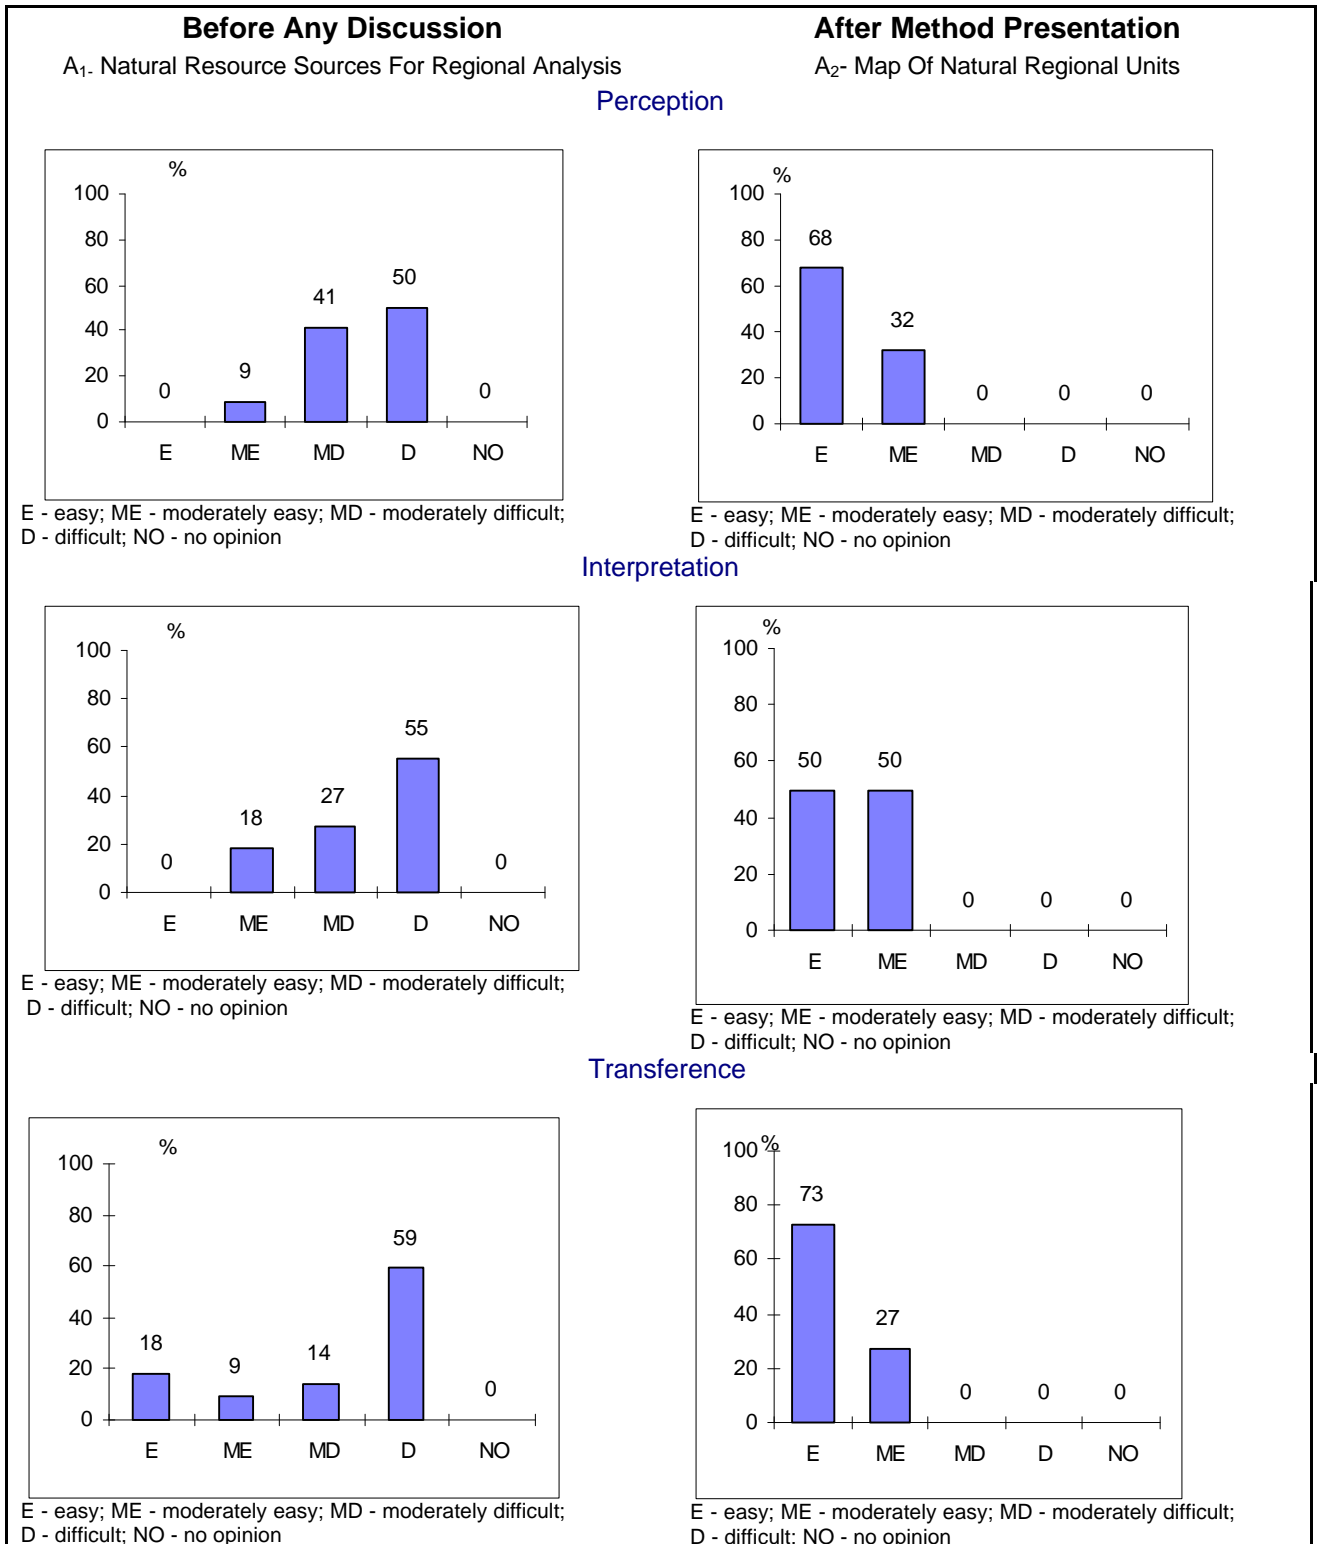 Before Any Discussion
After Method Presentation
A1- Natural Resource Sources For Regional Analysis
A2- Map Of Natural Regional Units
Perception
%
100
80
60
40
20
0
0
9
41
50
0
E ME MD D NO
E - easy; ME - moderately easy; MD - moderately difficult;
D - difficult; NO - no opinion
%
100
80
60
40
20
0
68
32
0
0
0
E ME MD D NO
E - easy; ME - moderately easy; MD - moderately difficult;
D - difficult; NO - no opinion
Interpretation
%
100
80
60
40
20
0
0
18
27
55
0
E ME MD D NO
E - easy; ME - moderately easy; MD - moderately difficult;
D - difficult; NO - no opinion
%
100
80
60
40
20
0
50
50
0
0
0
E ME MD D NO
E - easy; ME - moderately easy; MD - moderately difficult;
D - difficult; NO - no opinion
Transference
%
100
80
60
40
20
0
18
9
14
59
0
E ME MD D NO
E - easy; ME - moderately easy; MD - moderately difficult;
D - difficult; NO - no opinion
%
100
80
60
40
20
0
73
27
0
0
0
E ME MD D NO
E - easy; ME - moderately easy; MD - moderately difficult;
D - difficult; NO - no opinion